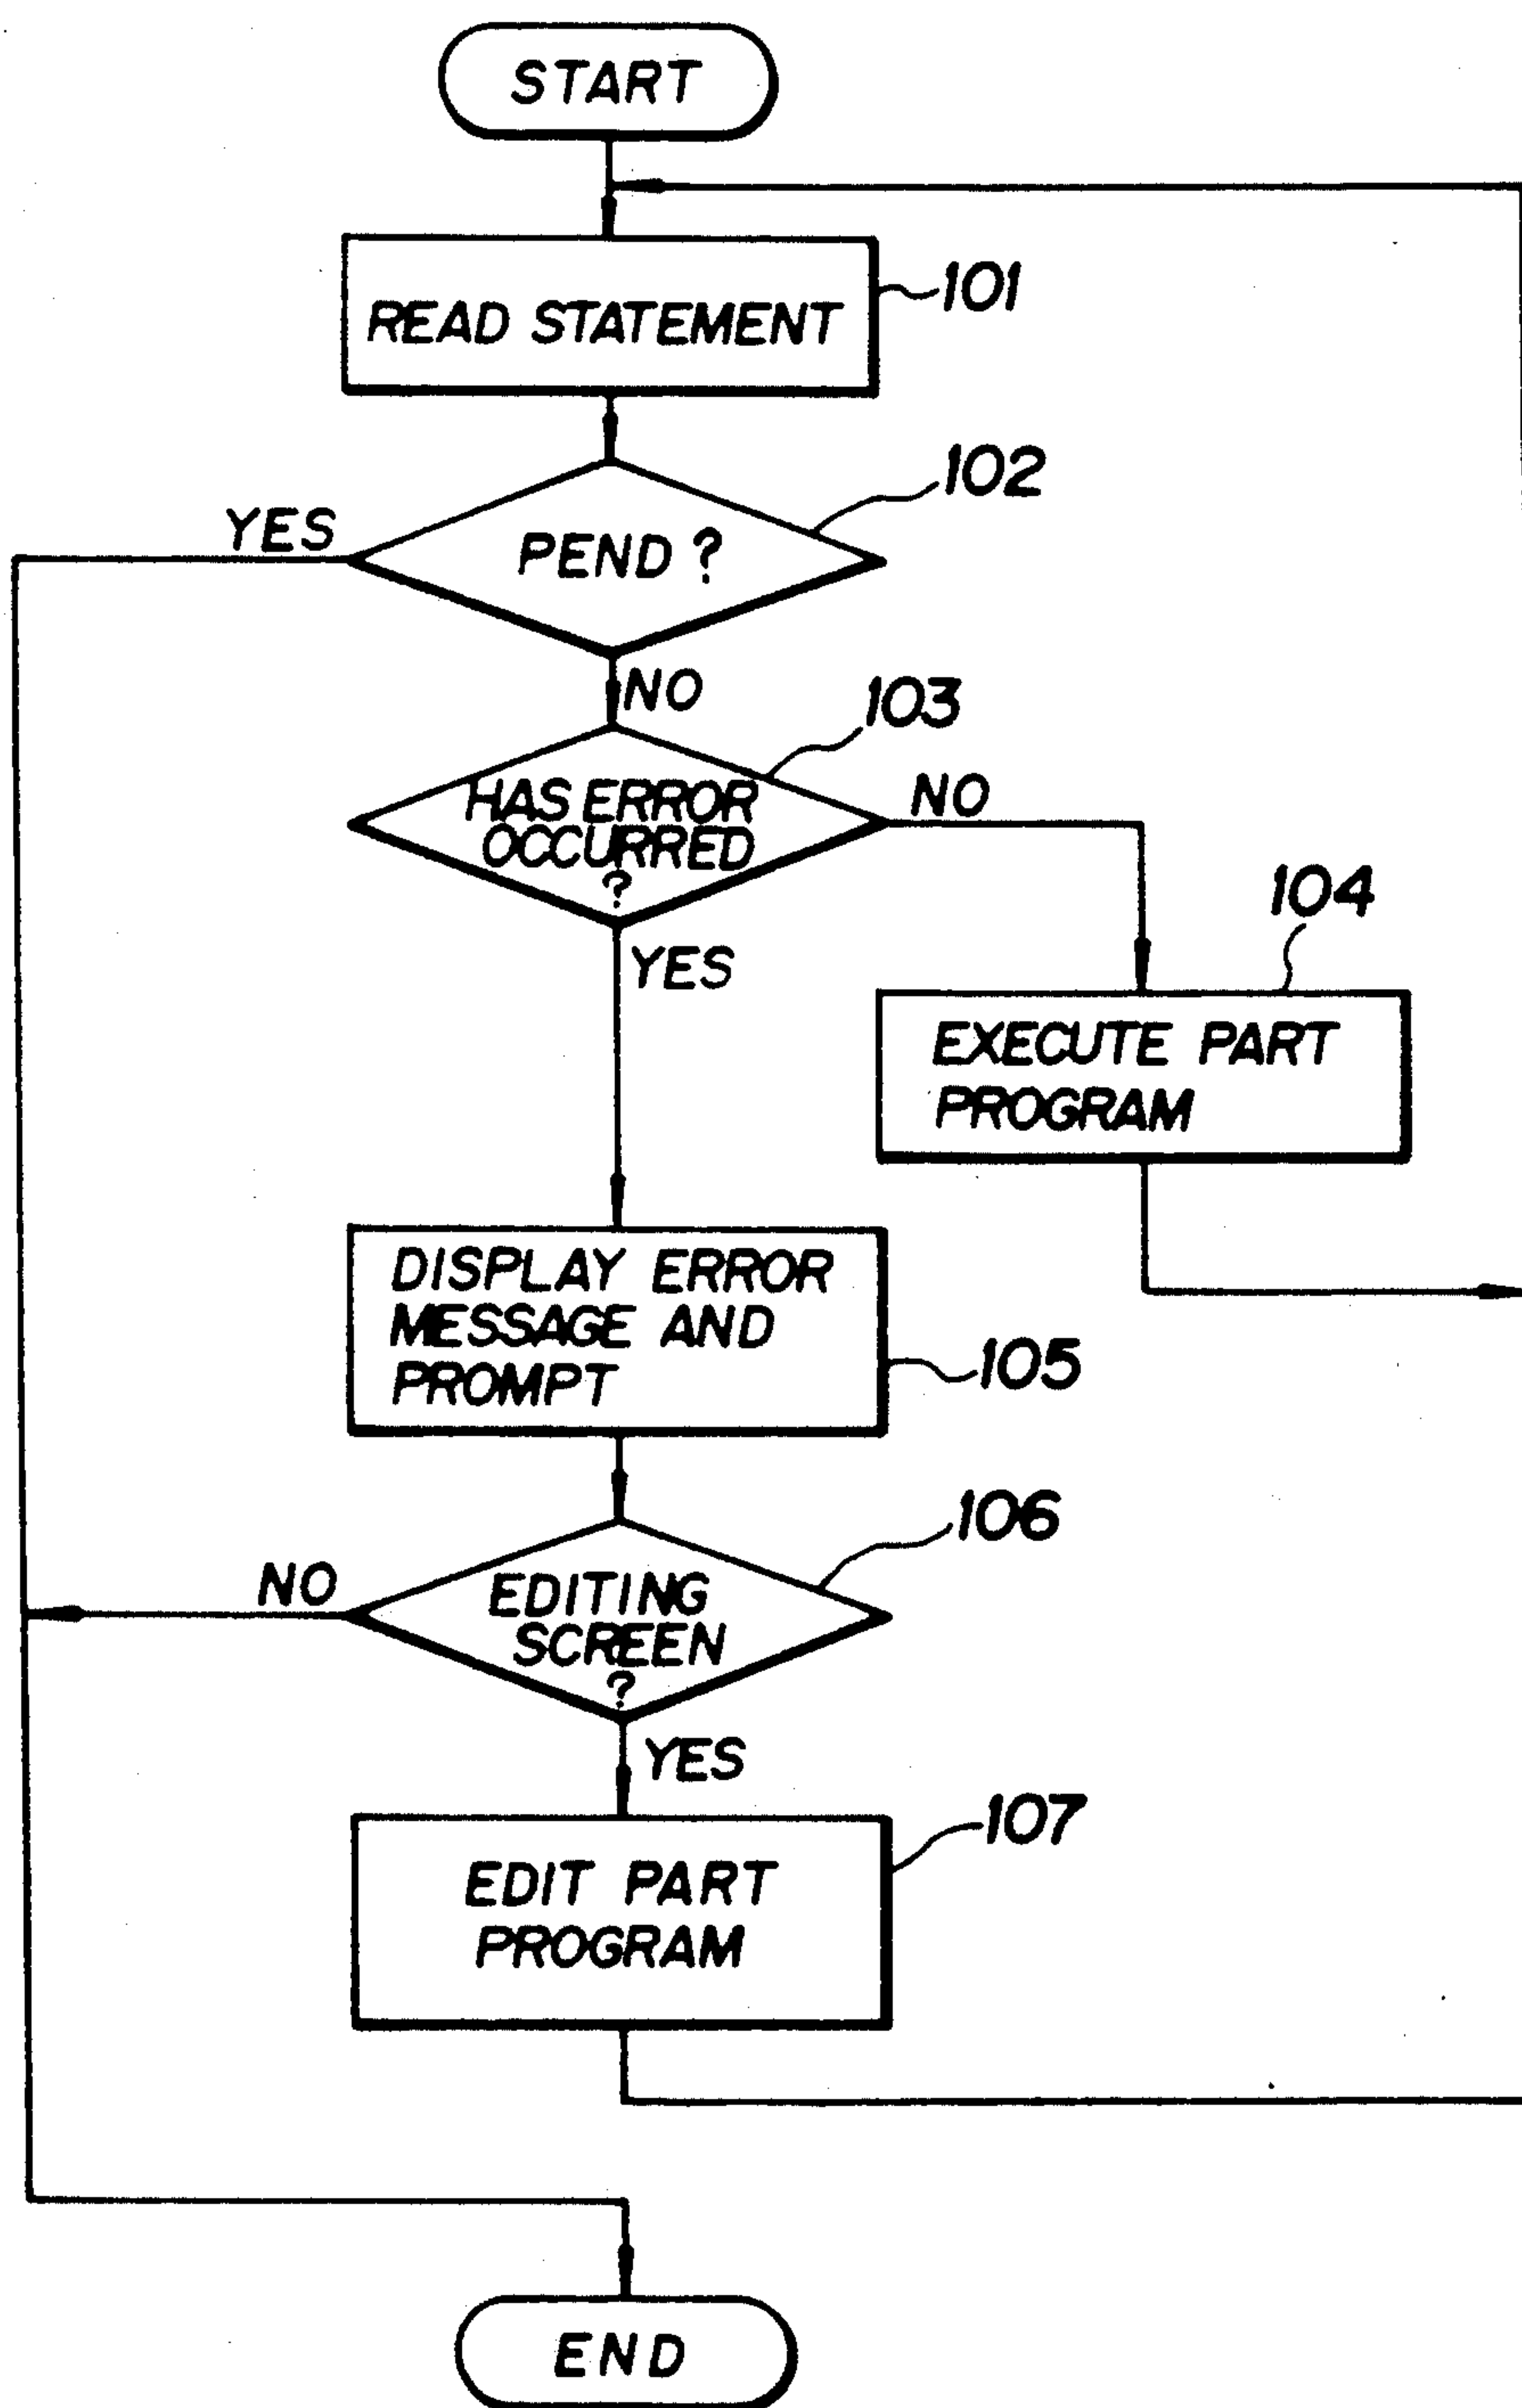 START
READ STATEMENT
101
102
YES
PEND ?
NO
103
HAS ERROR
OCCURRED
?
NO
YES
104
EXECUTE PART
PROGRAM
DISPLAY ERROR
MESSAGE AND
PROMPT
105
106
NO
EDITING
SCREEN
?
YES
107
EDIT PART
PROGRAM
END